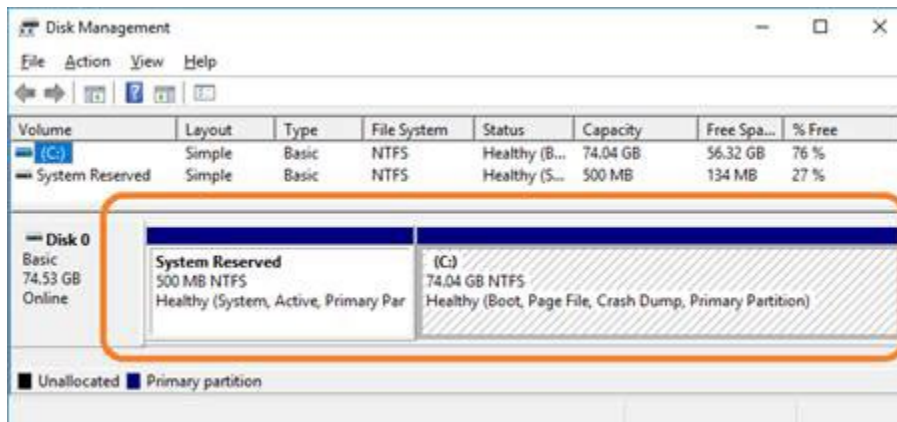 Disk Management
File Action View Help
Volume Layout Type File System Status Capacity Free Spa... % Free
(C:) Simple Basic NTFS Healthy (B... 74.04 GB 56.32 GB 76 %
System Reserved Simple Basic NTFS Healthy (S... 500 MB 134 MB 27 %
Disk 0
Basic
74.53 GB
Online
System Reserved
500 MB NTFS
Healthy (System, Active, Primary Par
(C:)
74.04 GB NTFS
Healthy (Boot, Page File, Crash Dump, Primary Partition)
Unallocated Primary partition